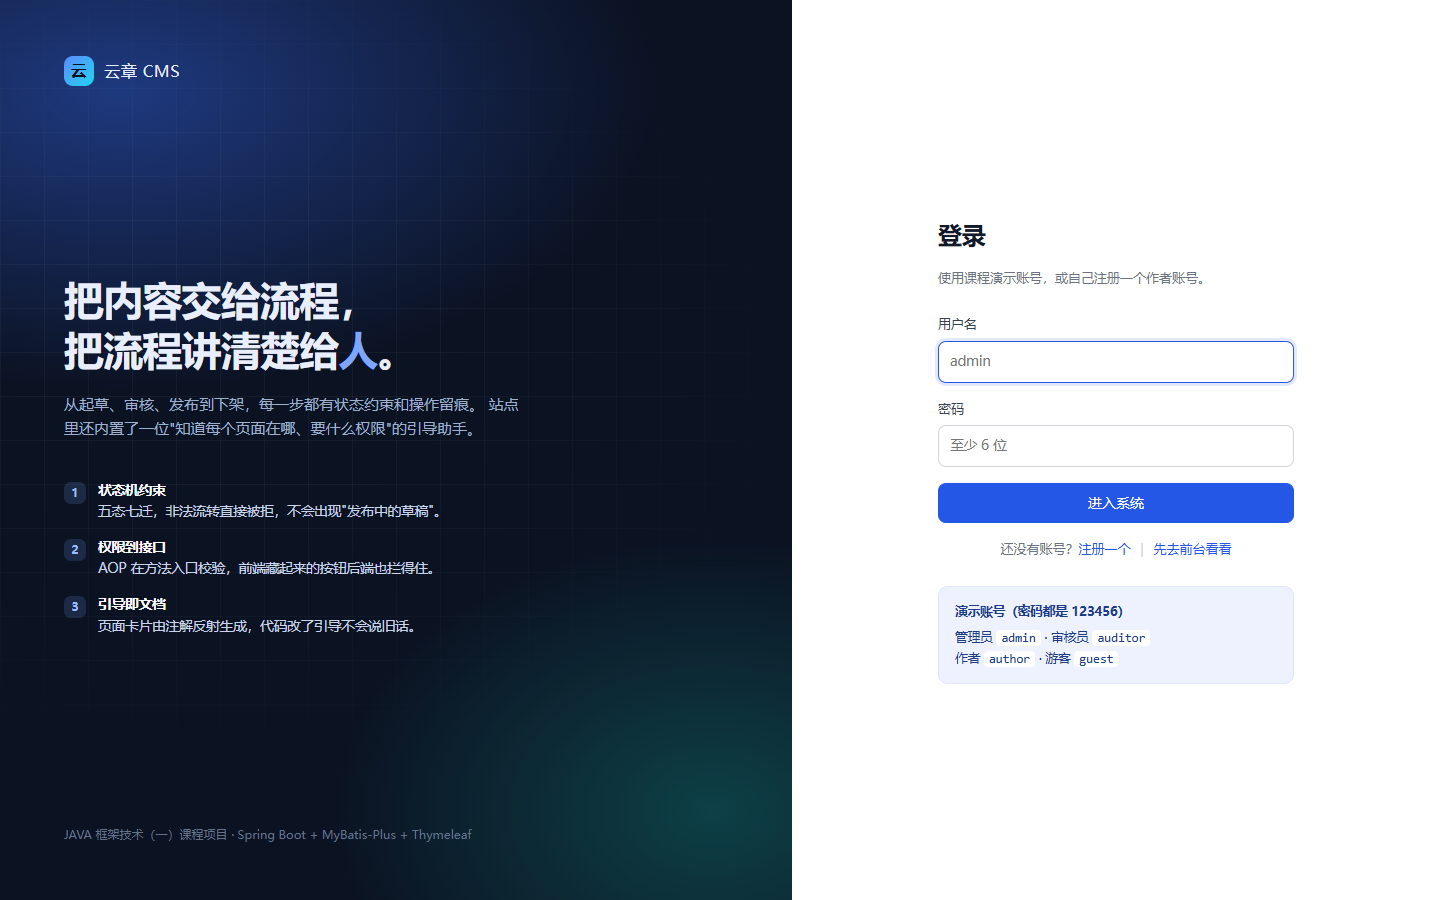 云 云章 CMS
把内容交给流程，
把流程讲清楚给人。
从起草、审核、发布到下架，每一步都有状态约束和操作留痕。 站点
里还内置了一位"知道每个页面在哪、要什么权限"的引导助手。
1 状态机约束
五态七迁，非法流转直接被拒，不会出现"发布中的草稿"。
2 权限到接口
AOP 在方法入口校验，前端藏起来的按钮后端也拦得住。
3 引导即文档
页面卡片由注解反射生成，代码改了引导不会说旧话。
JAVA 框架技术（一）课程项目 · Spring Boot + MyBatis-Plus + Thymeleaf
登录
使用课程演示账号，或自己注册一个作者账号。
用户名
admin
密码
至少 6 位
进入系统
还没有账号？注册一个 | 先去前台看看
演示账号（密码都是 123456）
管理员 admin · 审核员 auditor
作者 author · 游客 guest